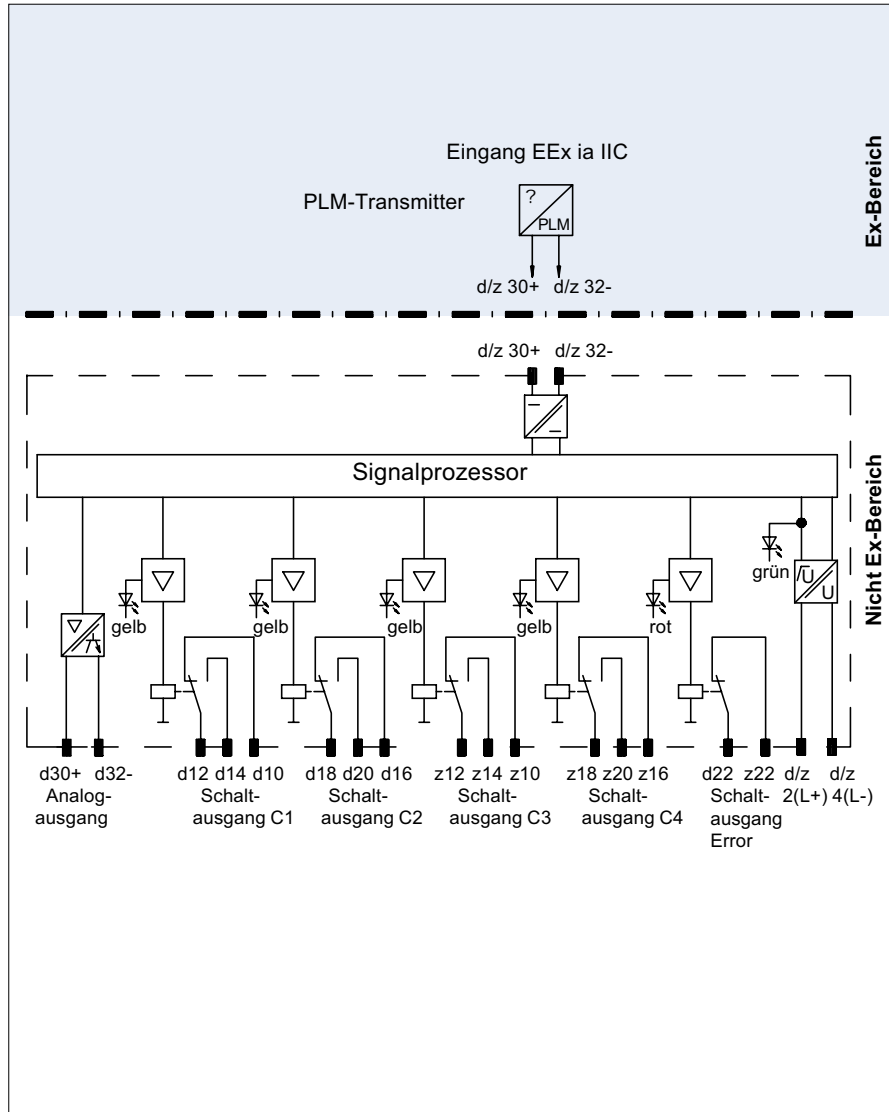 Eingang EEx ia IIC
PLM-Transmitter
?
PLM
d/z 30+ d/z 32-
Ex-Bereich
d/z 30+ d/z 32-
Signalprozessor
Nicht Ex-Bereich
grün
U
U
gelb gelb gelb gelb rot
d30+ d32- d12 d14 d10 d18 d20 d16 z12 z14 z10 z18 z20 z16 d22 z22 d/z d/z
Analog- Schalt- Schalt- Schalt- Schalt- Schalt- 2(L+) 4(L-)
ausgang ausgang C1 ausgang C2 ausgang C3 ausgang C4 ausgang
Error